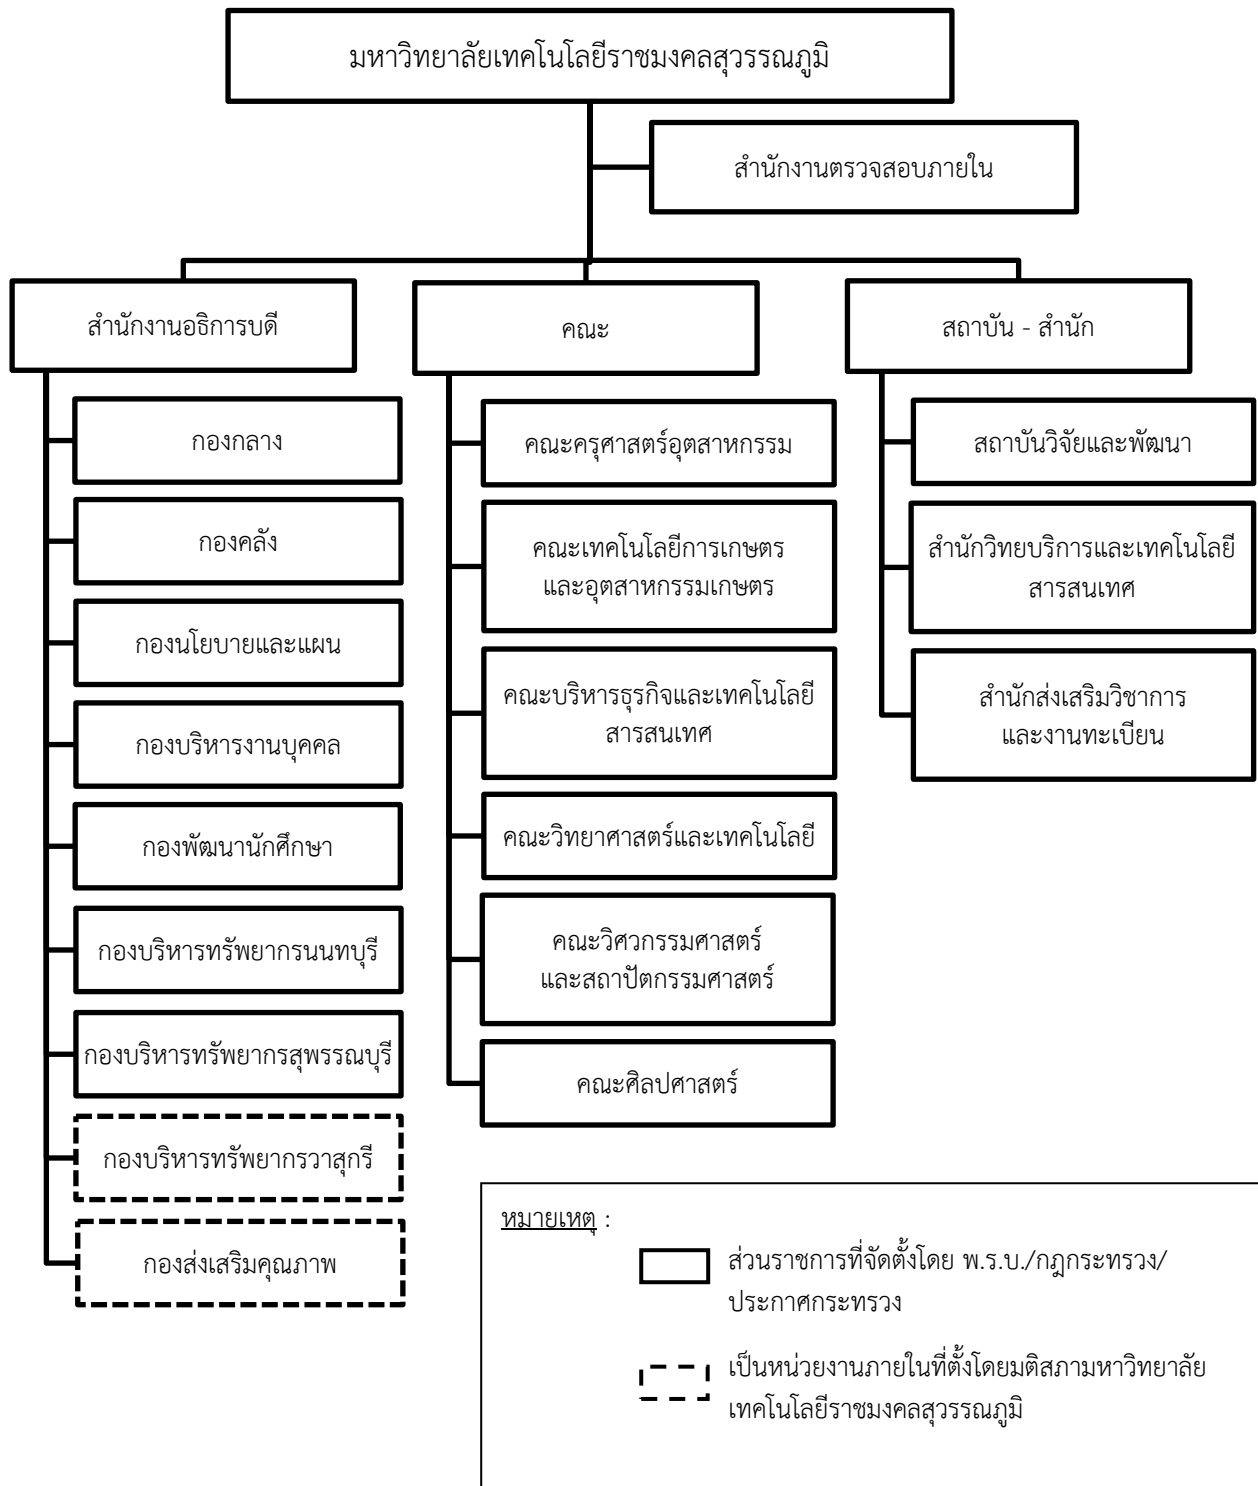 มหาวิทยาลัยเทคโนโลยีราชมงคลสุวรรณภูมิ
สำนักงานตรวจสอบภายใน
สำนักงานอธิการบดี
กองกลาง
กองคลัง
กองนโยบายและแผน
กองบริหารงานบุคคล
กองพัฒนานักศึกษา
กองบริหารทรัพยากรนนทบุรี
กองบริหารทรัพยากรสุพรรณบุรี
กองบริหารทรัพยากรวาสุกรี
กองส่งเสริมคุณภาพ
คณะ
คณะครุศาสตร์อุตสาหกรรม
คณะเทคโนโลยีการเกษตร
และอุตสาหกรรมเกษตร
คณะบริหารธุรกิจและเทคโนโลยี
สารสนเทศ
คณะวิทยาศาสตร์และเทคโนโลยี
คณะวิศวกรรมศาสตร์
และสถาปัตกรรมศาสตร์
คณะศิลปศาสตร์
สถาบัน - สำนัก
สถาบันวิจัยและพัฒนา
สำนักวิทยบริการและเทคโนโลยี
สารสนเทศ
สำนักส่งเสริมวิชาการ
และงานทะเบียน
หมายเหตุ :
ส่วนราชการที่จัดตั้งโดย พ.ร.บ./กฎกระทรวง/
ประกาศกระทรวง
เป็นหน่วยงานภายในที่ตั้งโดยมติสภามหาวิทยาลัย
เทคโนโลยีราชมงคลสุวรรณภูมิ